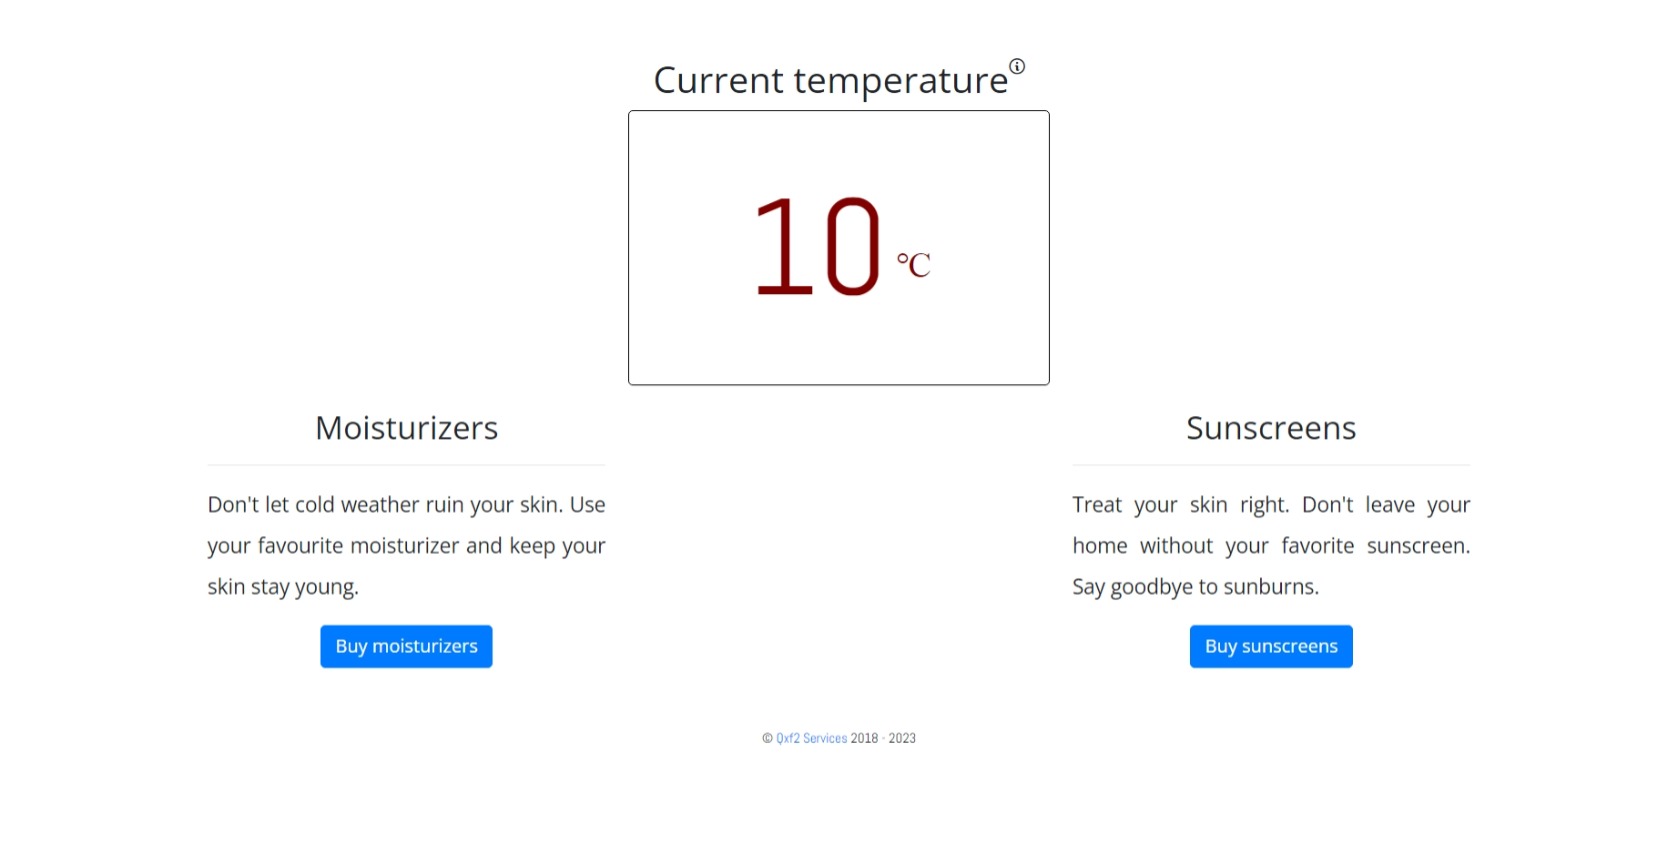 Current temperature
10 °C
Moisturizers
Don't let cold weather ruin your skin. Use
your favourite moisturizer and keep your
skin stay young.
Buy moisturizers
Sunscreens
Treat your skin right. Don't leave your
home without your favorite sunscreen.
Say goodbye to sunburns.
Buy sunscreens
© Qxf2 Services 2018 - 2023